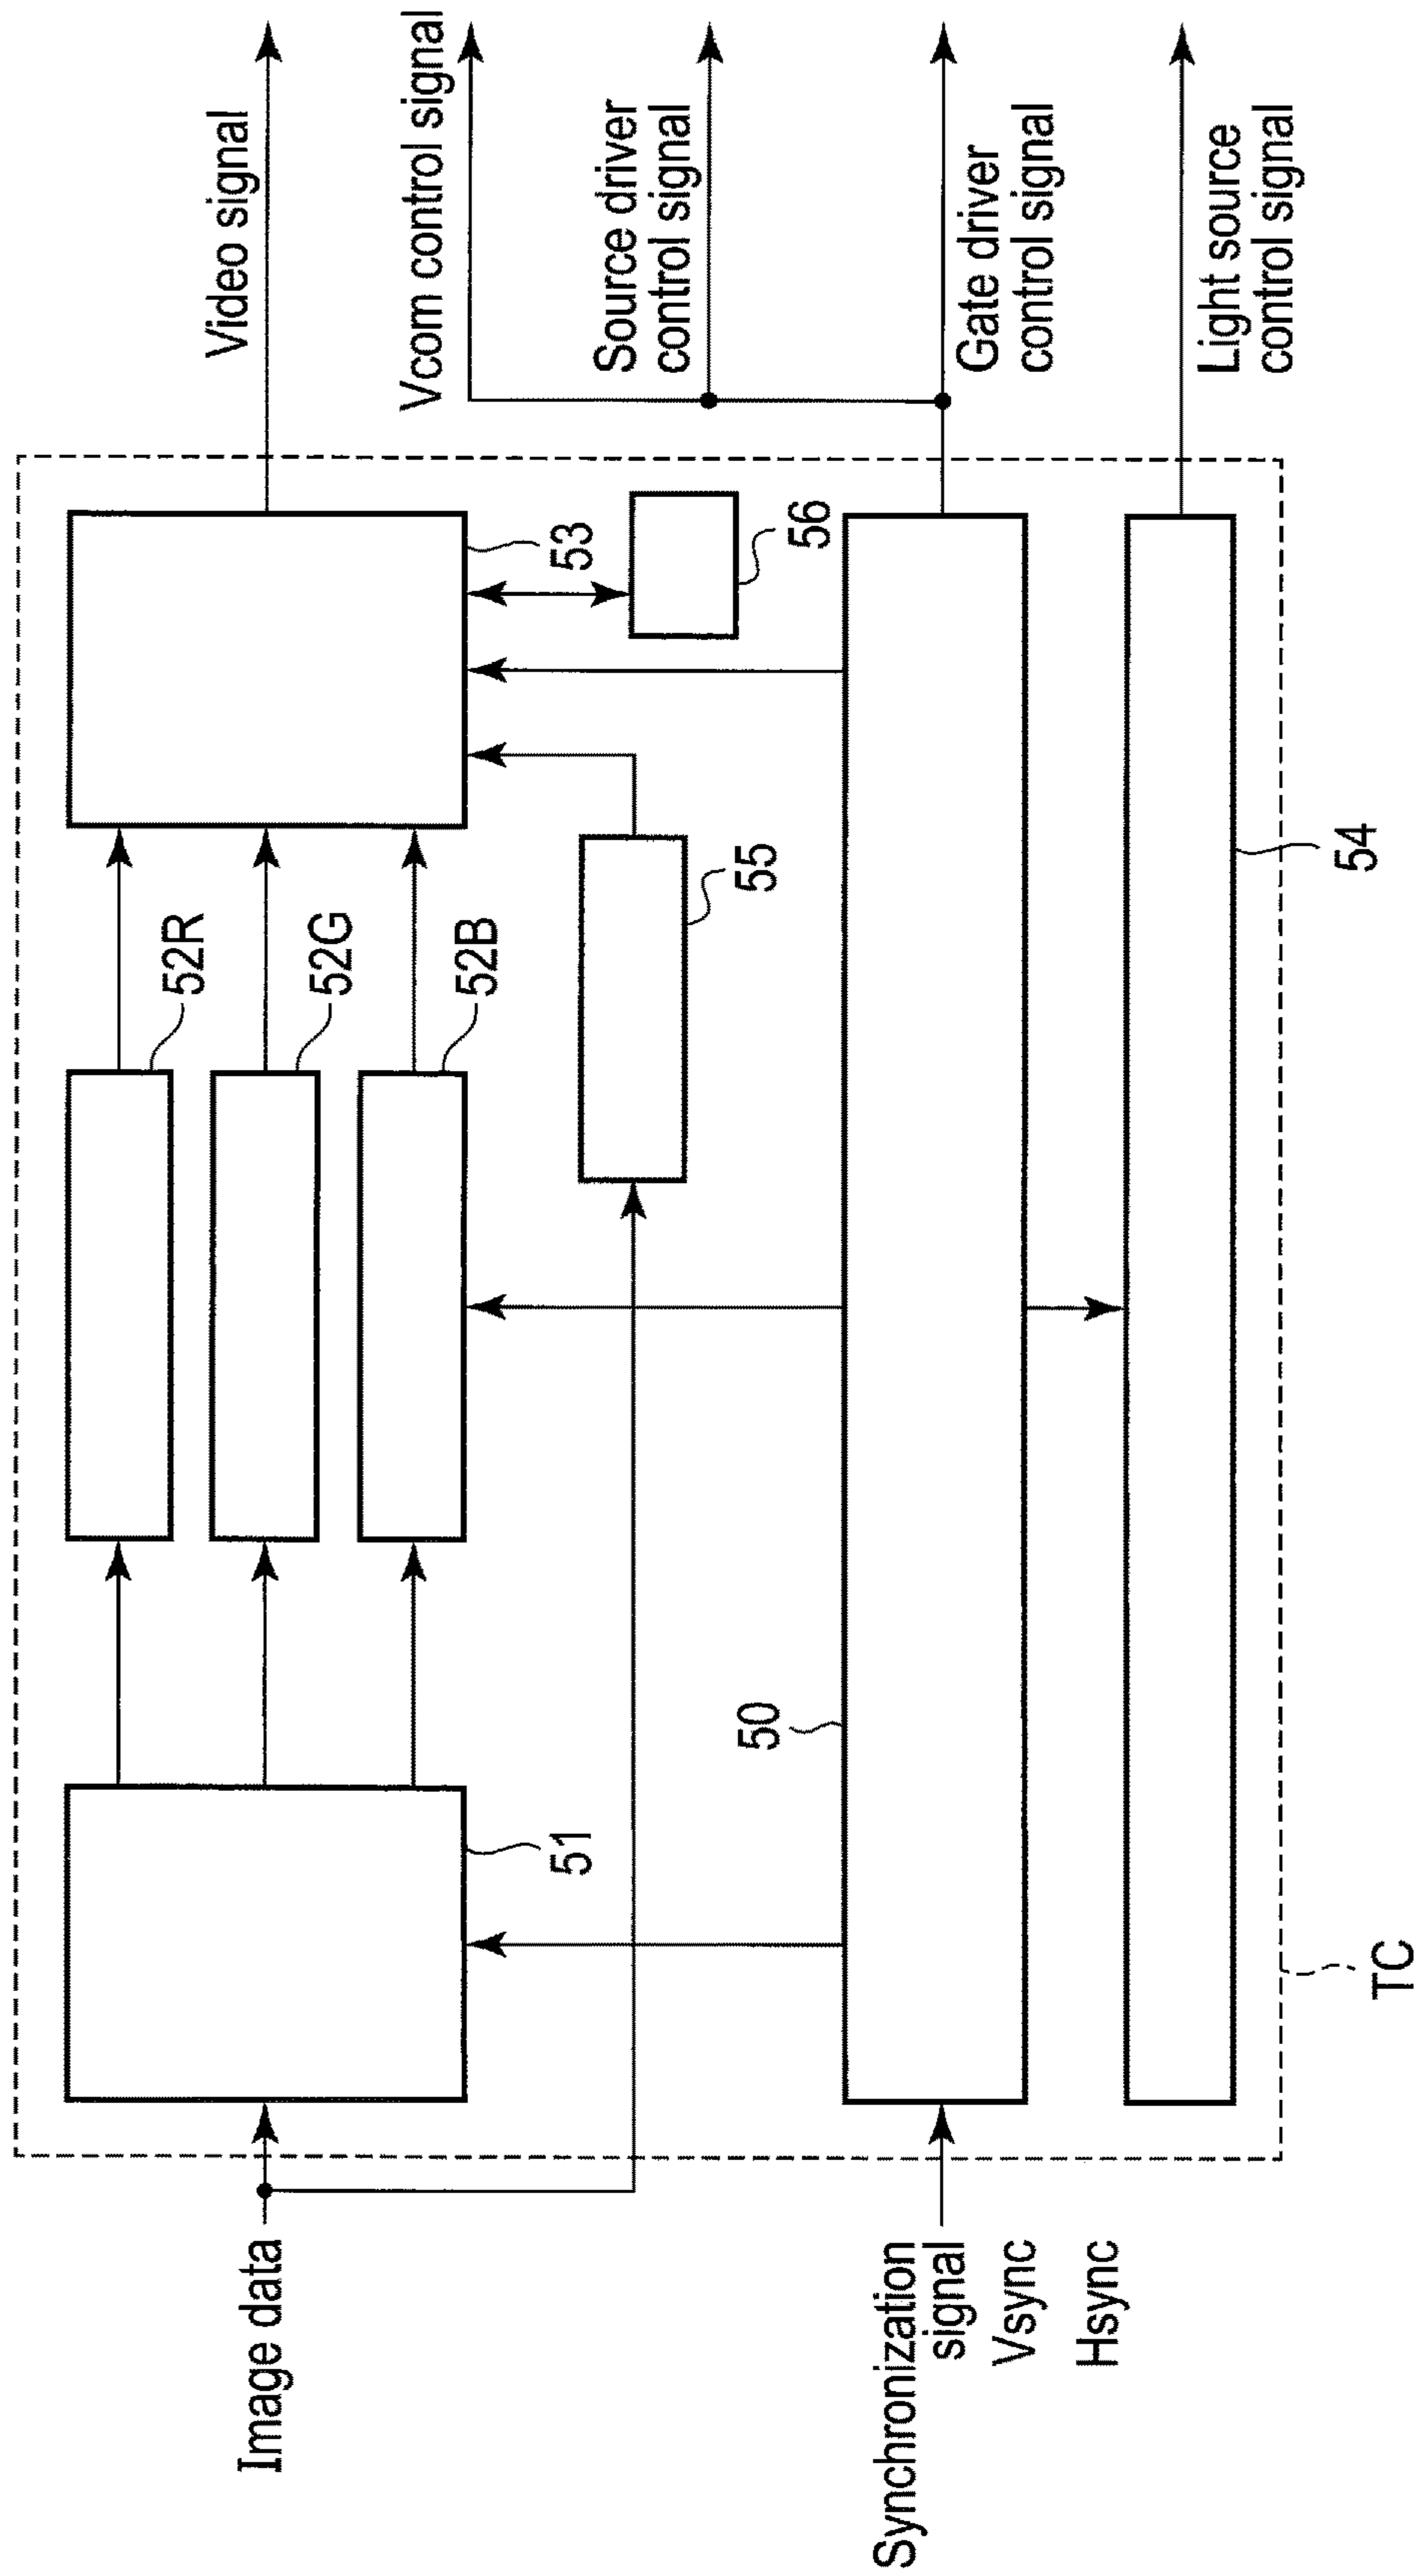 Image data
Synchronization
signal
Vsync
Hsync
51
52R
52G
52B
53
55
56
50
54
TC
Video signal
Vcom control signal
Source driver
control signal
Gate driver
control signal
Light source
control signal